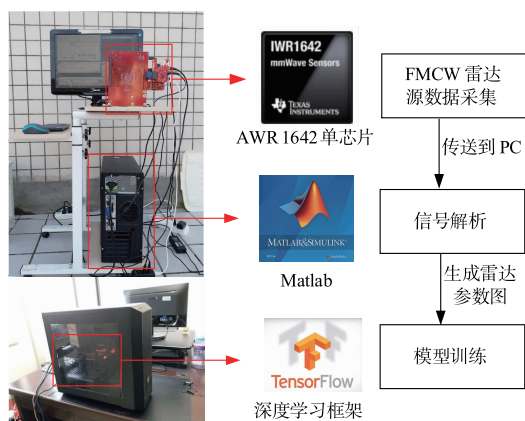 IWR1642
mmWave Sensors
TEXAS
INSTRUMENTS
AWR 1642 单芯片
MATLAB&SIMULINK
Matlab
TensorFlow
深度学习框架
FMCW 雷达
源数据采集
传送到 PC
信号解析
生成雷达
参数图
模型训练